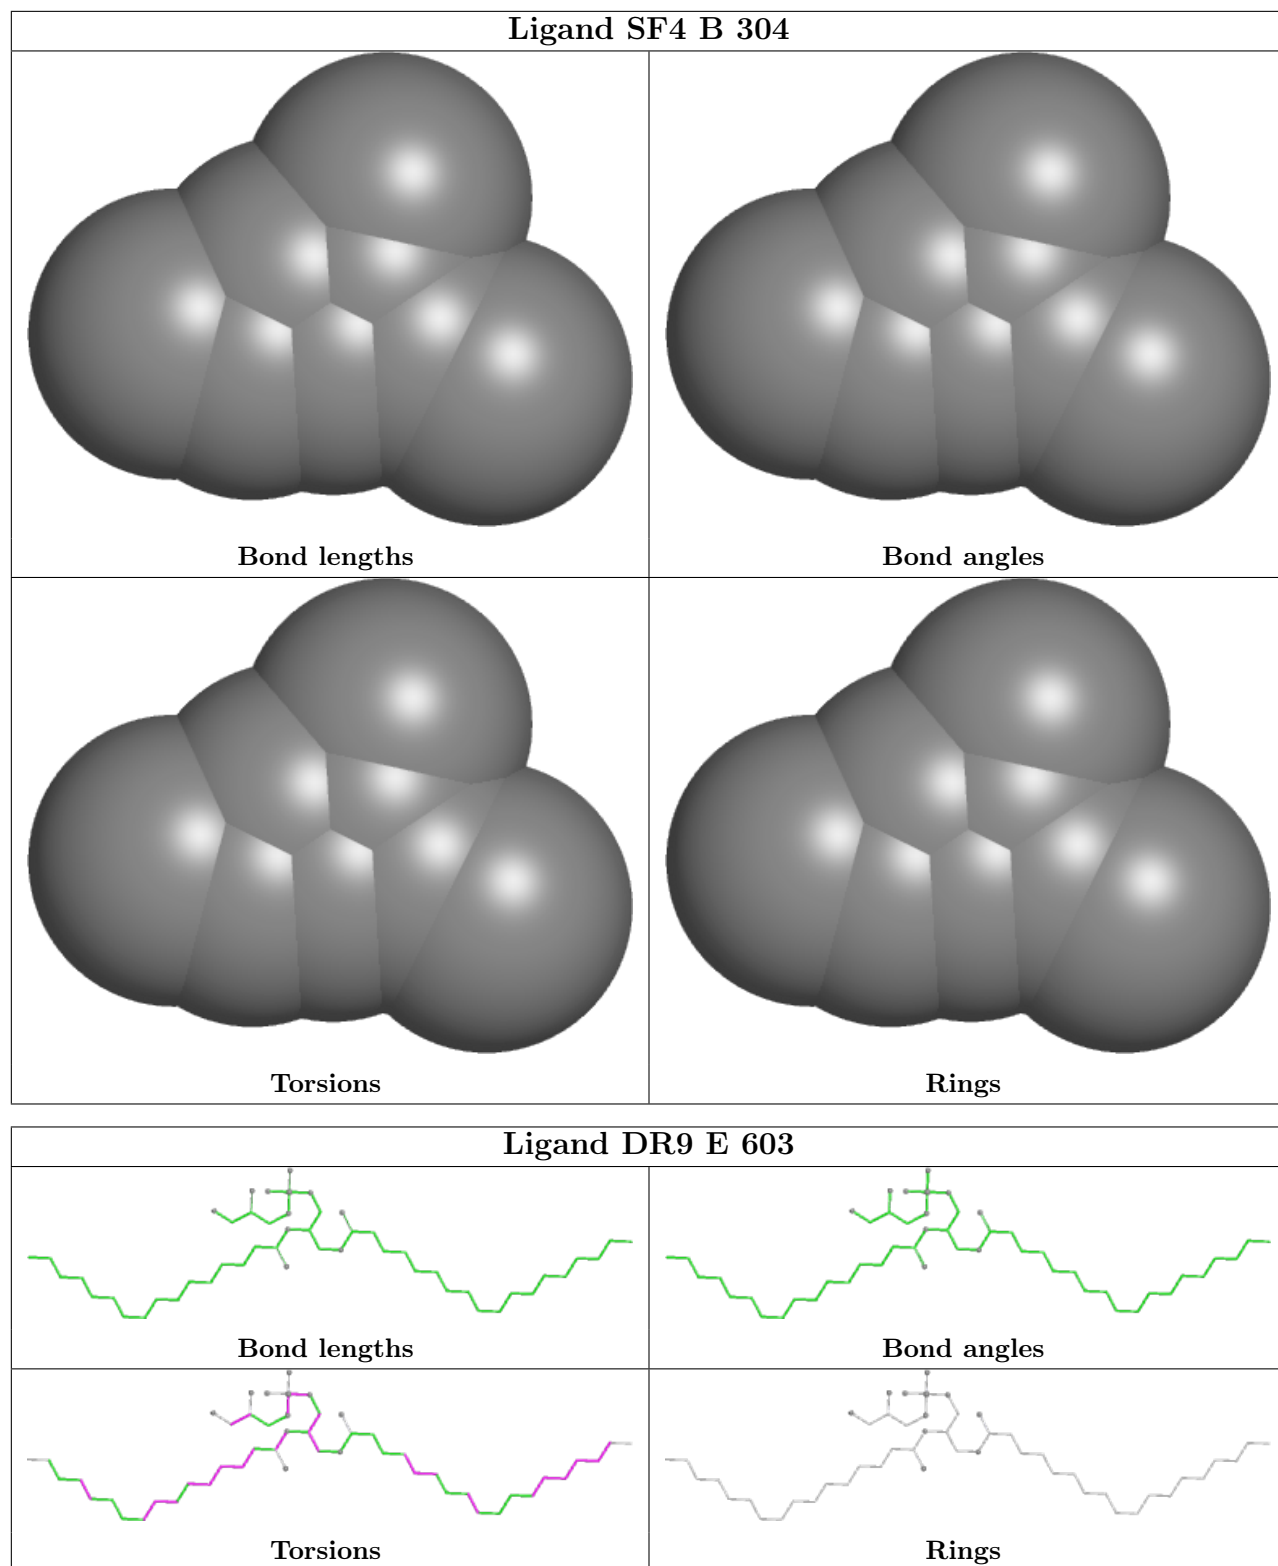 Ligand SF4 B 304
Bond lengths
Bond angles
Torsions
Rings
Ligand DR9 E 603
Bond lengths
Bond angles
Torsions
Rings